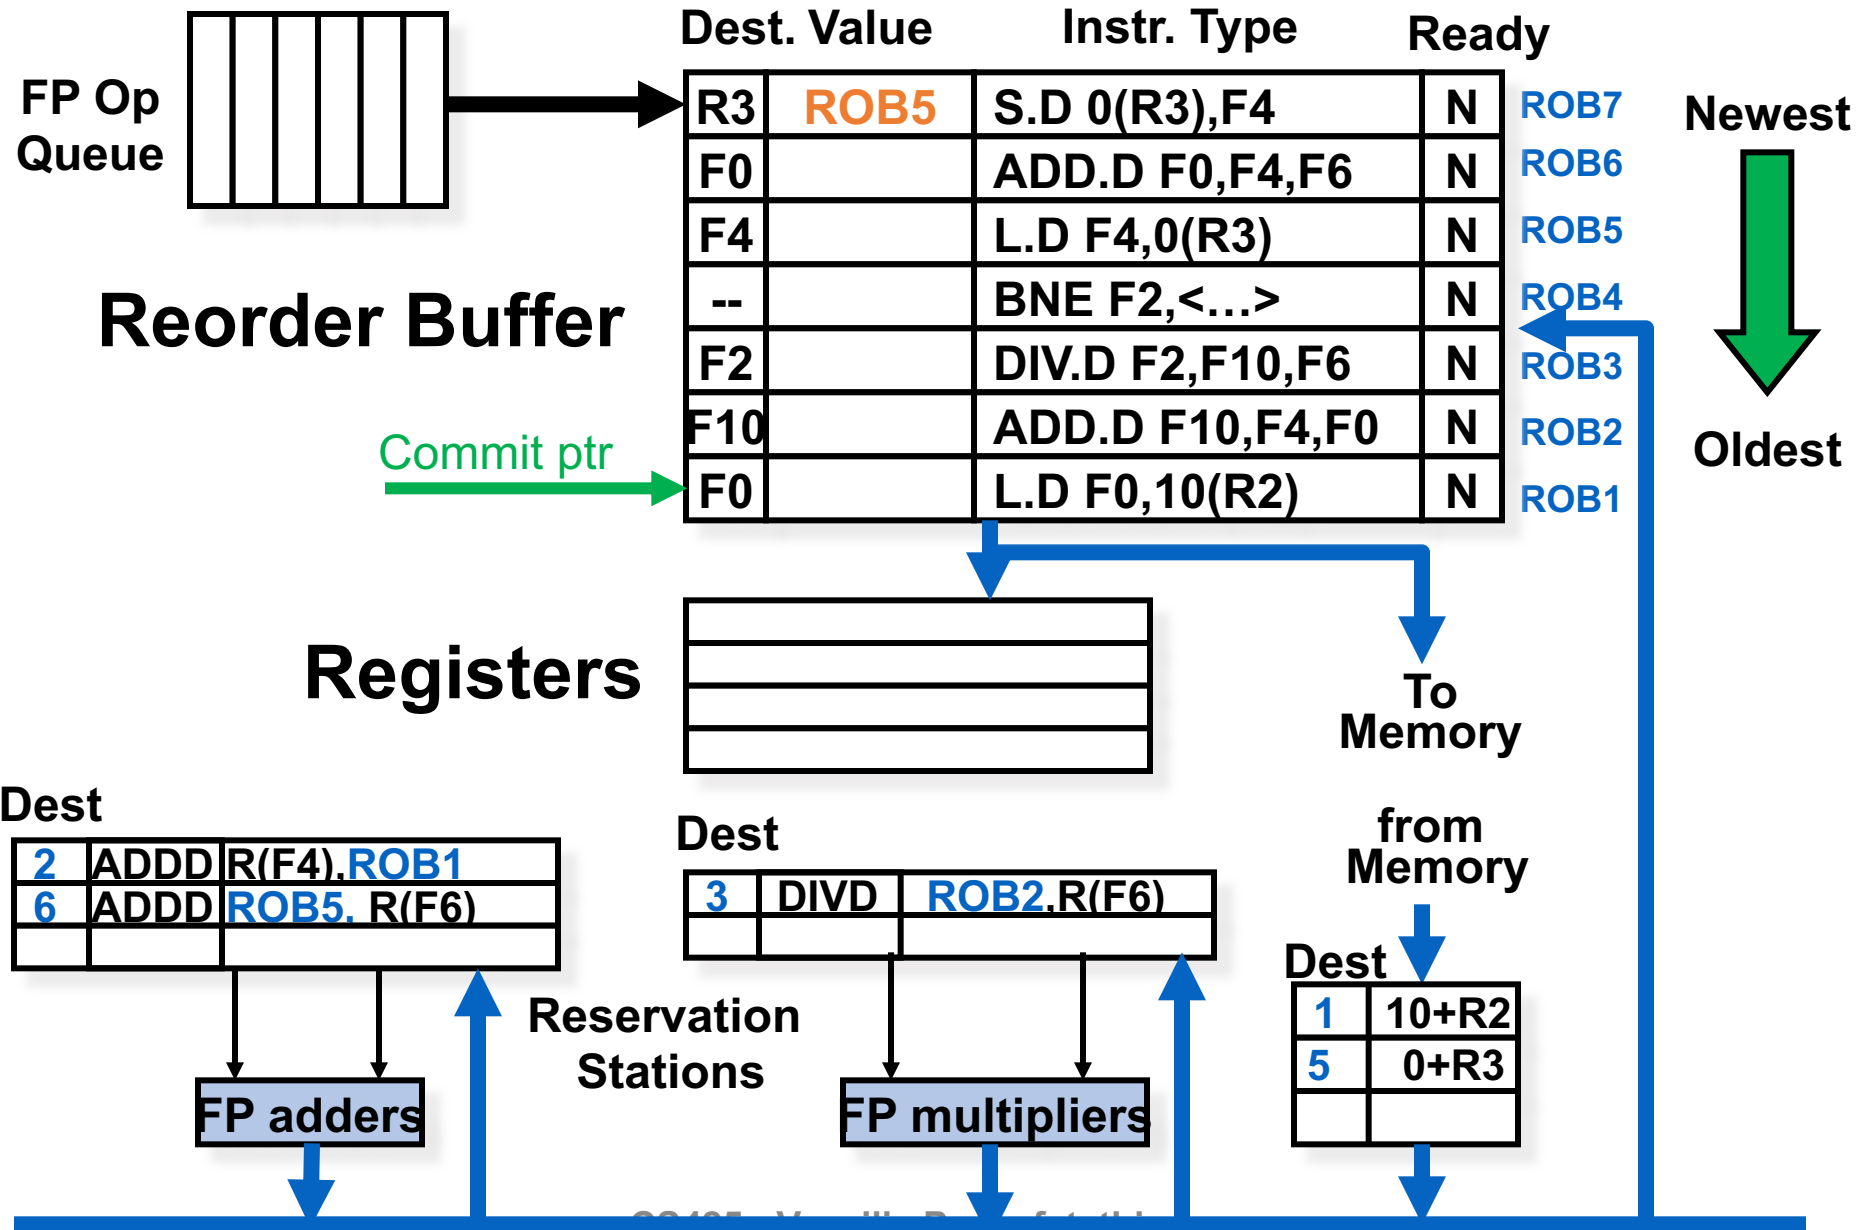 Dest. Value Instr. Type Ready
FP Op
Queue
R3 ROB5 S.D 0(R3),F4 N ROB7
F0 ADD.D F0,F4,F6 N ROB6
F4 L.D F4,0(R3) N ROB5
-- BNE F2,<...> N ROB4
F2 DIV.D F2,F10,F6 N ROB3
F10 ADD.D F10,F4,F0 N ROB2
F0 L.D F0,10(R2) N ROB1
Newest
Oldest
Reorder Buffer
Commit ptr
Registers
To
Memory
Dest
2 ADDD R(F4),ROB1
6 ADDD ROB5, R(F6)
Dest
3 DIVD ROB2,R(F6)
from
Memory
Dest
1 10+R2
5 0+R3
Reservation
Stations
FP adders
FP multipliers